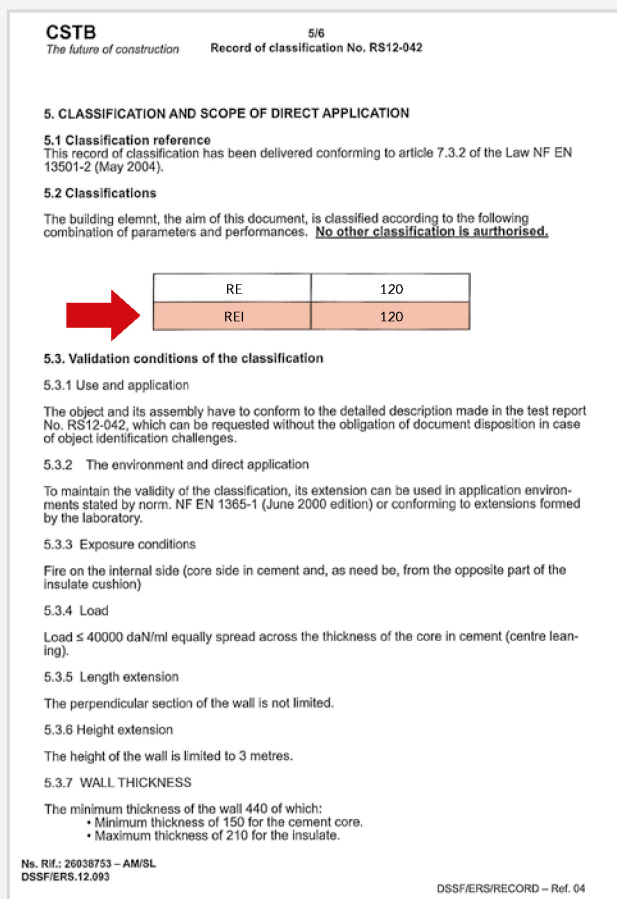 CSTB
The future of construction
5/6
Record of classification No. RS12-042
5. CLASSIFICATION AND SCOPE OF DIRECT APPLICATION
5.1 Classification reference
This record of classification has been delivered conforming to article 7.3.2 of the Law NF EN
13501-2 (May 2004).
5.2 Classifications
The building elemnt, the aim of this document, is classified according to the following
combination of parameters and performances. No other classification is aurthorised.
RE 120
REI 120
5.3. Validation conditions of the classification
5.3.1 Use and application
The object and its assembly have to conform to the detailed description made in the test report
No. RS12-042, which can be requested without the obligation of document disposition in case
of object identification challenges.
5.3.2 The environment and direct application
To maintain the validity of the classification, its extension can be used in application environ-
ments stated by norm. NF EN 1365-1 (June 2000 edition) or conforming to extensions formed
by the laboratory.
5.3.3 Exposure conditions
Fire on the internal side (core side in cement and, as need be, from the opposite part of the
insulate cushion)
5.3.4 Load
Load ≤ 40000 daN/ml equally spread across the thickness of the core in cement (centre lean-
ing).
5.3.5 Length extension
The perpendicular section of the wall is not limited.
5.3.6 Height extension
The height of the wall is limited to 3 metres.
5.3.7 WALL THICKNESS
The minimum thickness of the wall 440 of which:
• Minimum thickness of 150 for the cement core.
• Maximum thickness of 210 for the insulate.
Ns. Rif.: 26038753 – AM/SL
DSSF/ERS.12.093
DSSF/ERS/RECORD – Ref. 04